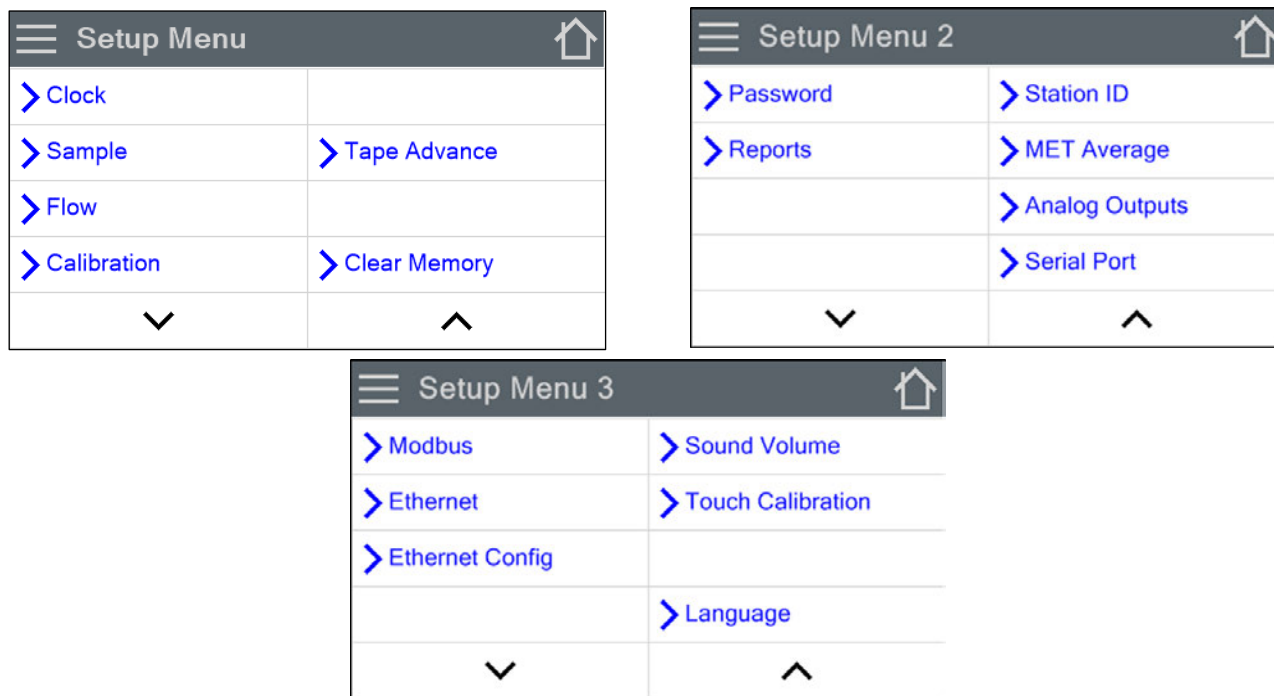 Setup Menu
Clock
Sample Tape Advance
Flow
Calibration Clear Memory
Setup Menu 2
Password Station ID
Reports MET Average
Analog Outputs
Serial Port
Setup Menu 3
Modbus Sound Volume
Ethernet Touch Calibration
Ethernet Config
Language